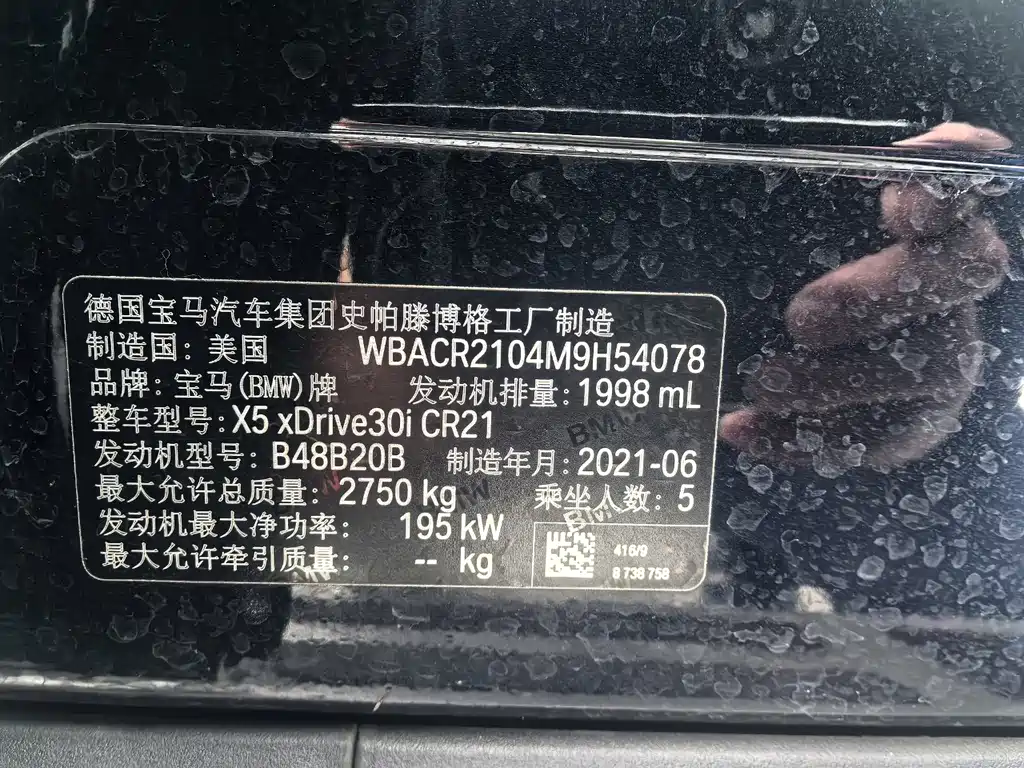 德国宝马汽车集团史帕滕博格工厂制造
制造国: 美国 WBACR2104M9H54078
品牌: 宝马(BMW)牌 发动机排量: 1998 mL
整车型号: X5 xDrive30i CR21
发动机型号: B48B20B 制造年月: 2021-06
最大允许总质量: 2750 kg 乘坐人数: 5
发动机最大净功率: 195 kW
最大允许牵引质量: -- kg
416/9
8 738 758